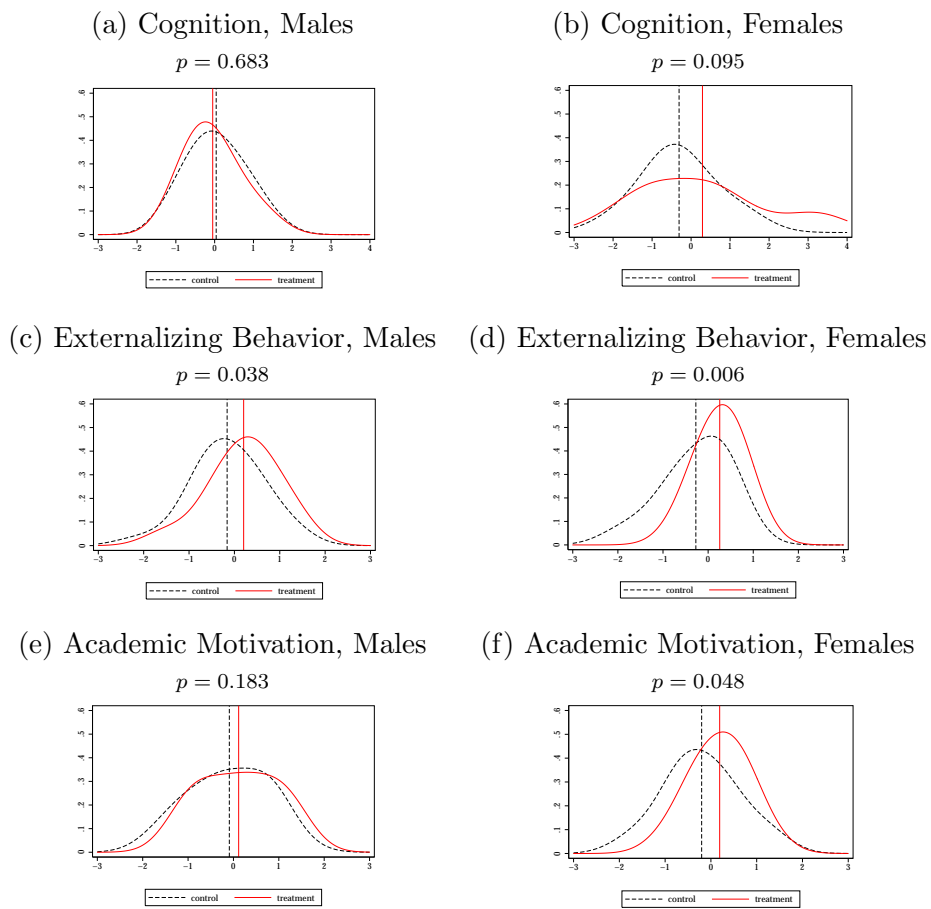 (a) Cognition, Males
p = 0.683
.6
.5
.4
.3
.2
.1
0
-3 -2 -1 0 1 2 3 4
control treatment
(b) Cognition, Females
p = 0.095
.6
.5
.4
.3
.2
.1
0
-3 -2 -1 0 1 2 3 4
control treatment
(c) Externalizing Behavior, Males
p = 0.038
.6
.5
.4
.3
.2
.1
0
-3 -2 -1 0 1 2 3
control treatment
(d) Externalizing Behavior, Females
p = 0.006
.6
.5
.4
.3
.2
.1
0
-3 -2 -1 0 1 2 3
control treatment
(e) Academic Motivation, Males
p = 0.183
.6
.5
.4
.3
.2
.1
0
-3 -2 -1 0 1 2 3
control treatment
(f) Academic Motivation, Females
p = 0.048
.6
.5
.4
.3
.2
.1
0
-3 -2 -1 0 1 2 3
control treatment